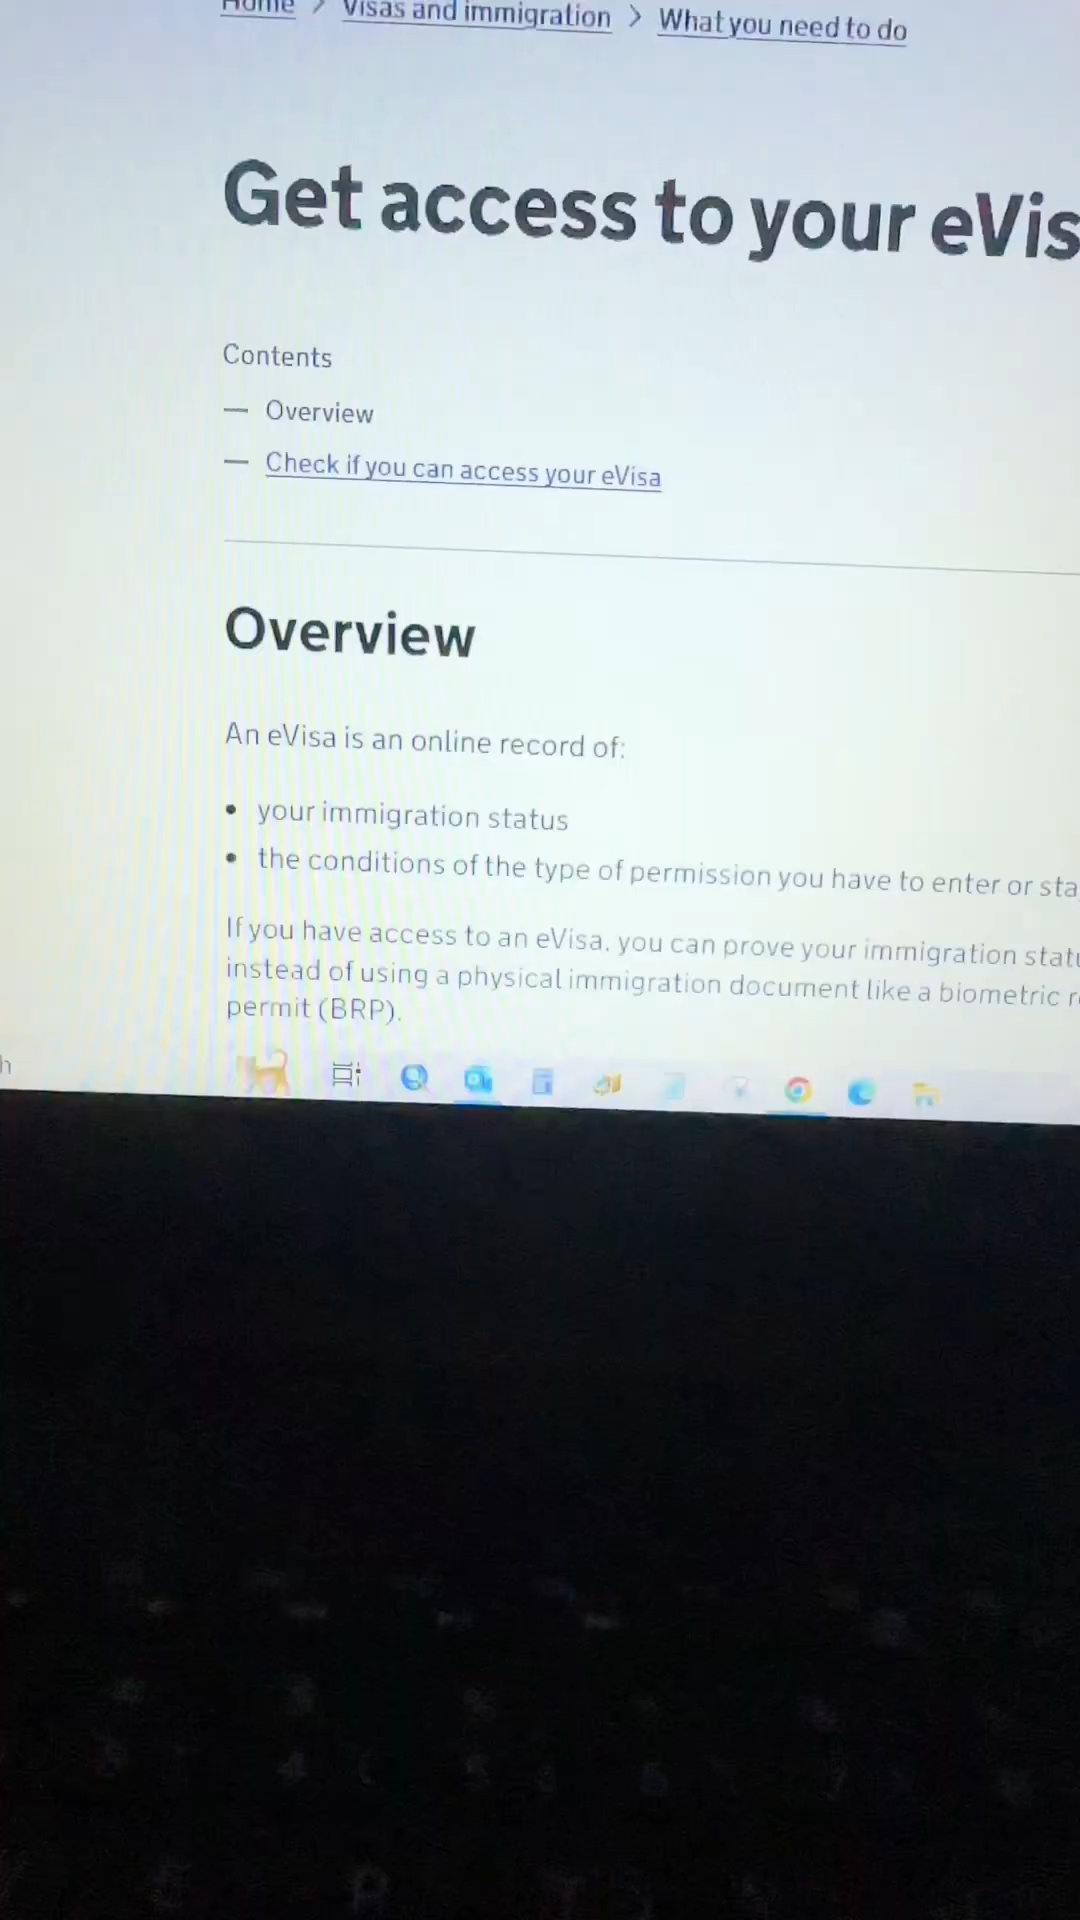 Home > Visas and immigration > What you need to do
Get access to your eVis
Contents
— Overview
— Check if you can access your eVisa
Overview
An eVisa is an online record of:
• your immigration status
• the conditions of the type of permission you have to enter or sta
If you have access to an eVisa, you can prove your immigration statu
instead of using a physical immigration document like a biometric r
permit (BRP).
h